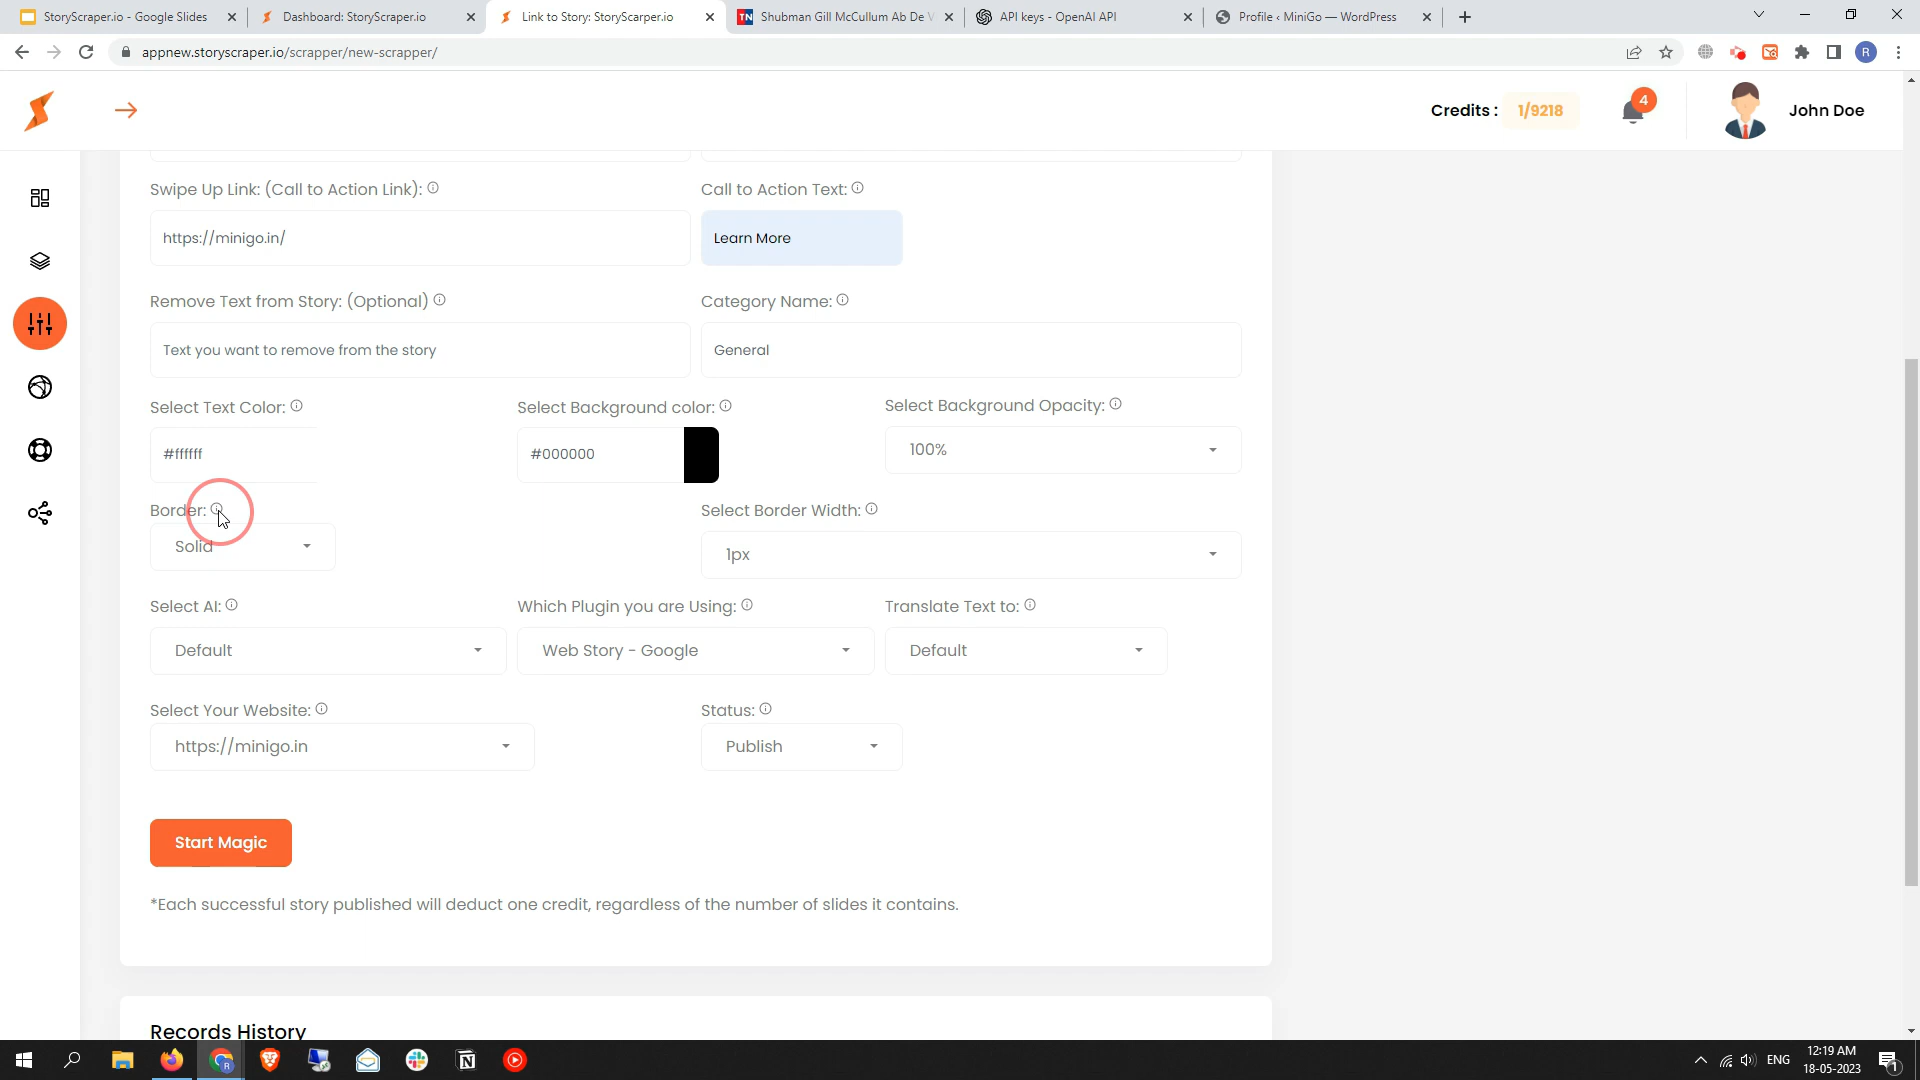 StoryScraper.io - Google Slides
Dashboard: StoryScraper.io
Link to Story: StoryScarper.io
Shubman Gill McCullum Ab De V
API keys - OpenAI API
Profile ‹ MiniGo — WordPress
appnew.storyscraper.io/scrapper/new-scrapper/
R
Credits : 1/9218
4
John Doe
Swipe Up Link: (Call to Action Link):
Call to Action Text:
https://minigo.in/
Learn More
Remove Text from Story: (Optional)
Category Name:
Text you want to remove from the story
General
Select Text Color:
Select Background color:
Select Background Opacity:
#ffffff
#000000
100%
Border:
Select Border Width:
Solid
1px
Select AI:
Which Plugin you are Using:
Translate Text to:
Default
Web Story - Google
Default
Select Your Website:
Status:
https://minigo.in
Publish
Start Magic
*Each successful story published will deduct one credit, regardless of the number of slides it contains.
Records History
ENG
12:19 AM
18-05-2023
1